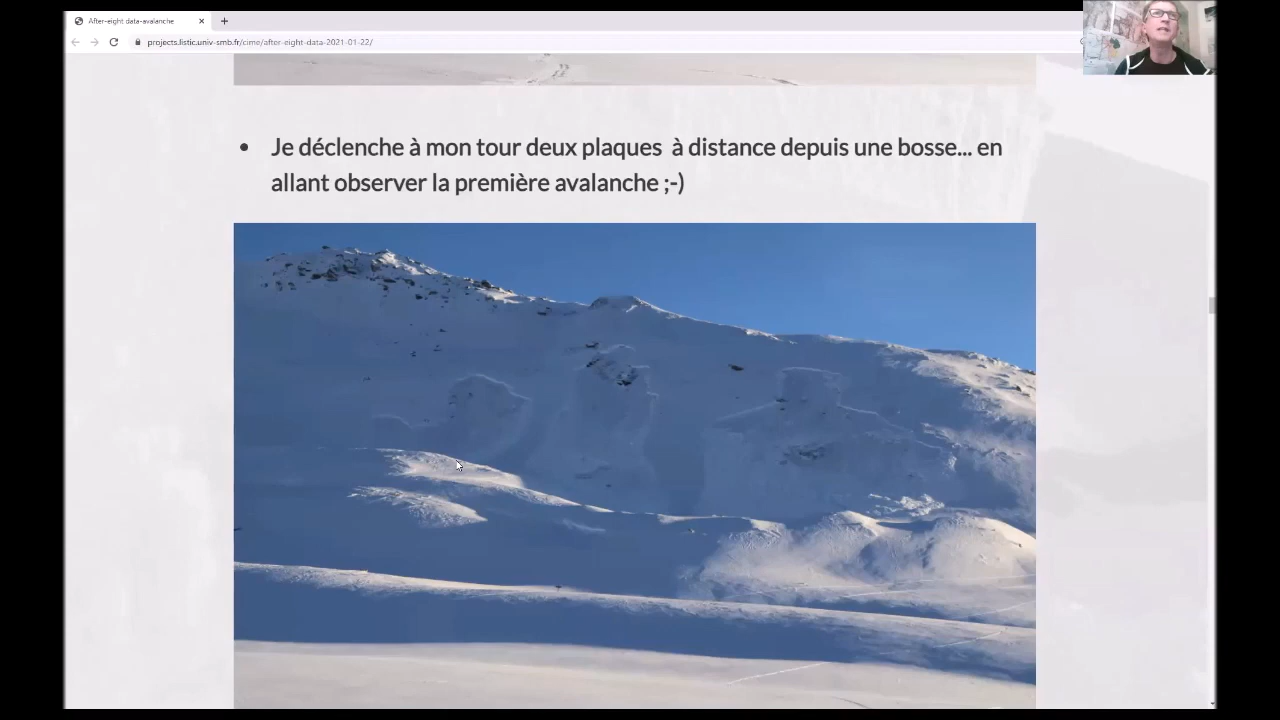 After-eight data-avalanche
projects.listic.univ-smb.fr/cime/after-eight-data-2021-01-22/
• Je déclenche à mon tour deux plaques à distance depuis une bosse... en
allant observer la première avalanche ;-)